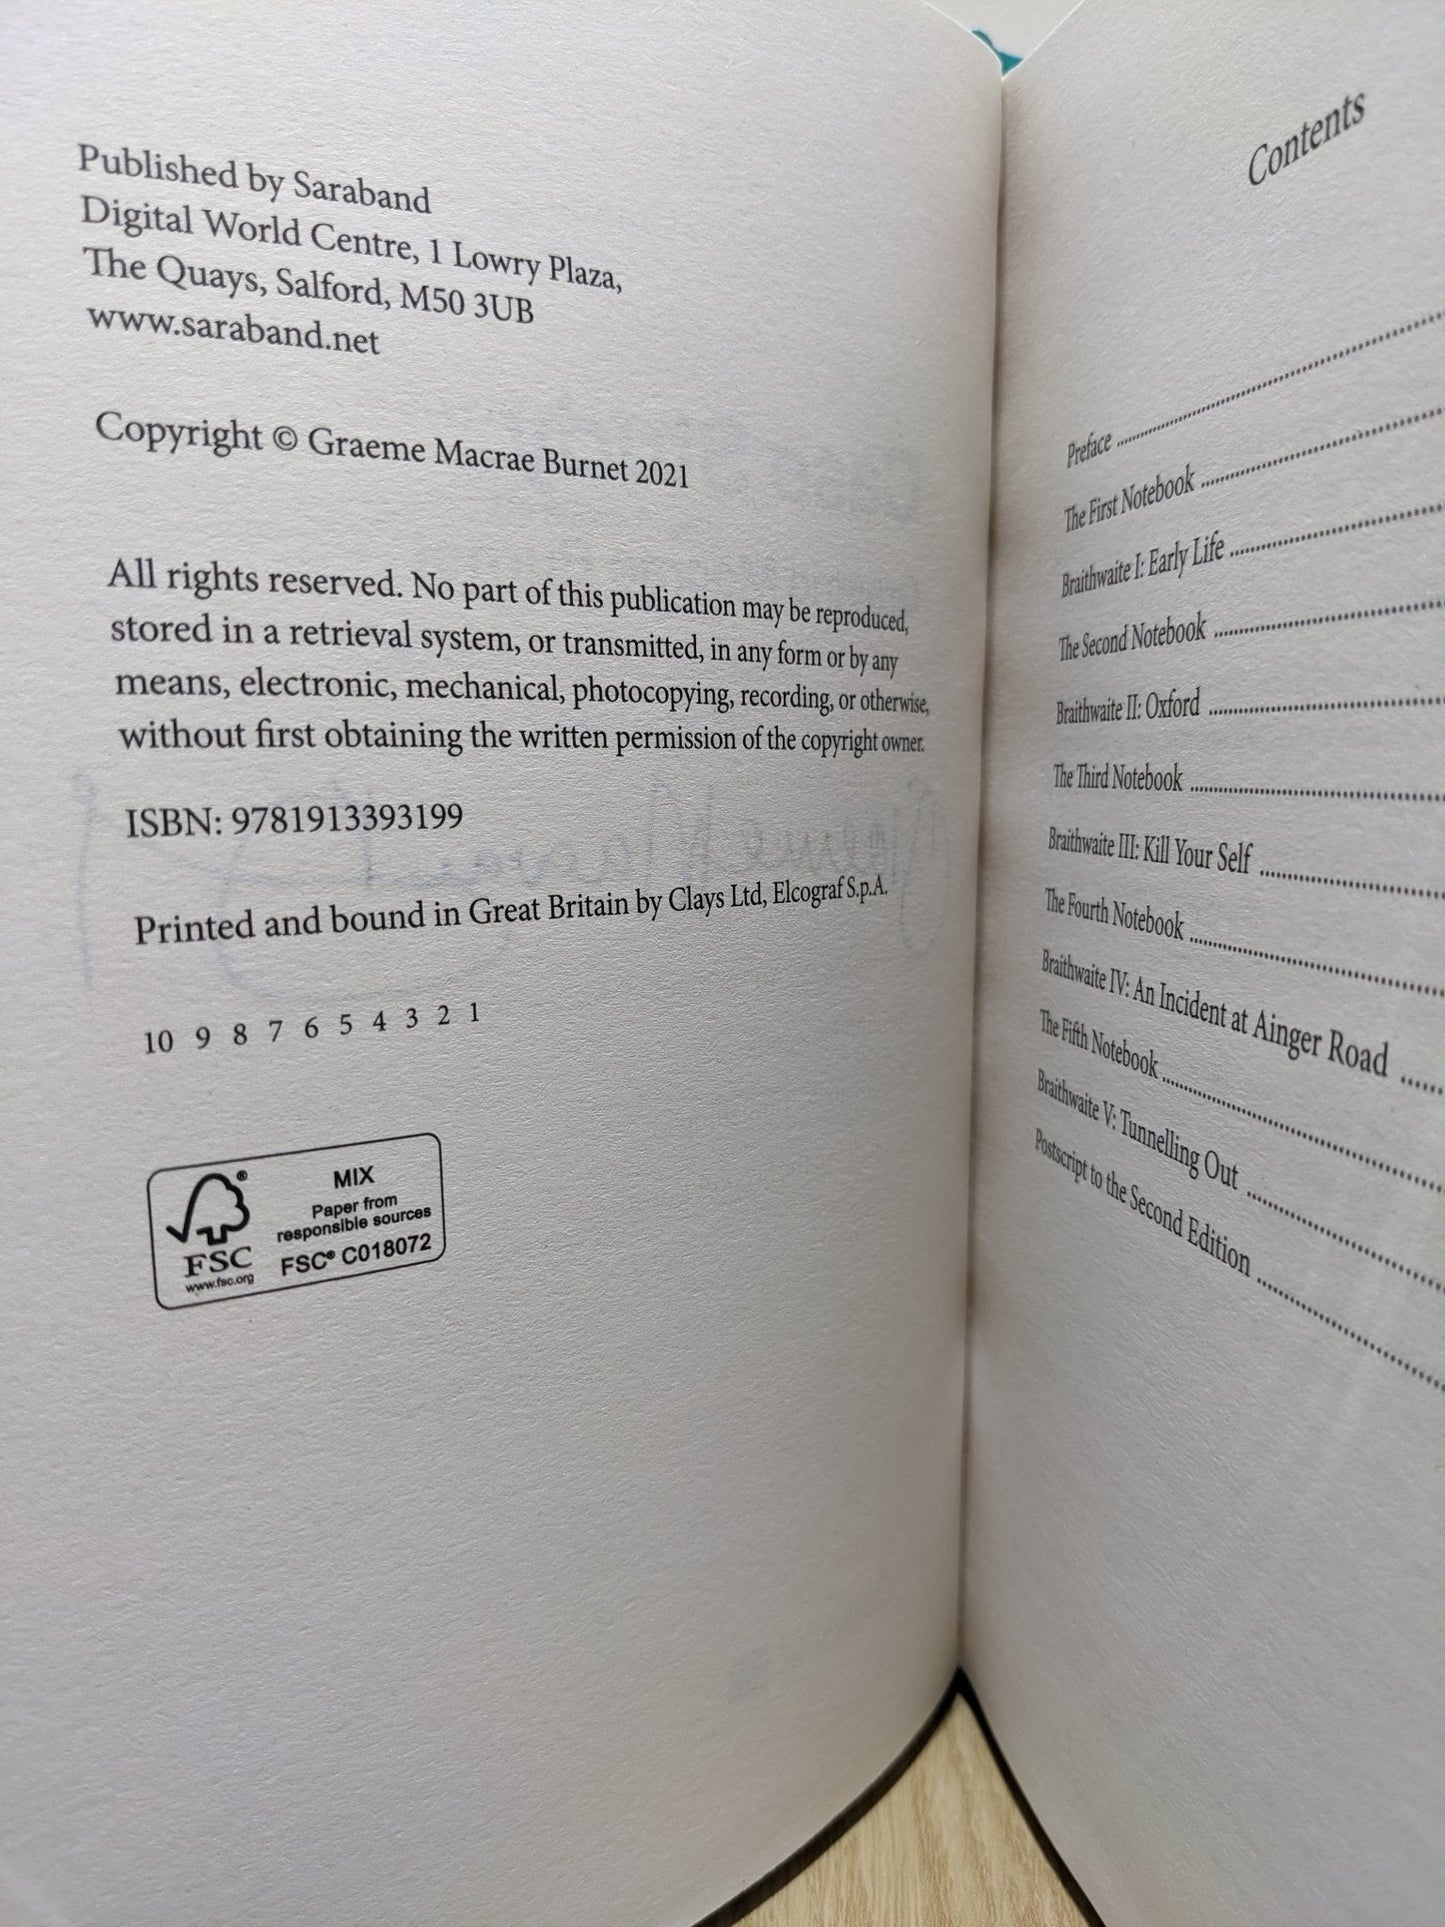 Published by Saraband
Digital World Centre, 1 Lowry Plaza,
The Quays, Salford, M50 3UB
www.saraband.net
Copyright © Graeme Macrae Burnet 2021
All rights reserved. No part of this publication may be reproduced,
stored in a retrieval system, or transmitted, in any form or by any
means, electronic, mechanical, photocopying, recording, or otherwise,
without first obtaining the written permission of the copyright owner.
ISBN: 9781913393199
Printed and bound in Great Britain by Clays Ltd, Elcograf S.p.A.
10 9 8 7 6 5 4 3 2 1
®
FSC
www.fsc.org
MIX
Paper from
responsible sources
FSC® C018072
Contents
Preface
The First Notebook
Braithwaite I: Early Life
The Second Notebook
Braithwaite II: Oxford
The Third Notebook
Braithwaite III: Kill Your Self
The Fourth Notebook
Braithwaite IV: An Incident at Ainger Road
The Fifth Notebook
Braithwaite V: Tunnelling Out
Postscript to the Second Edition